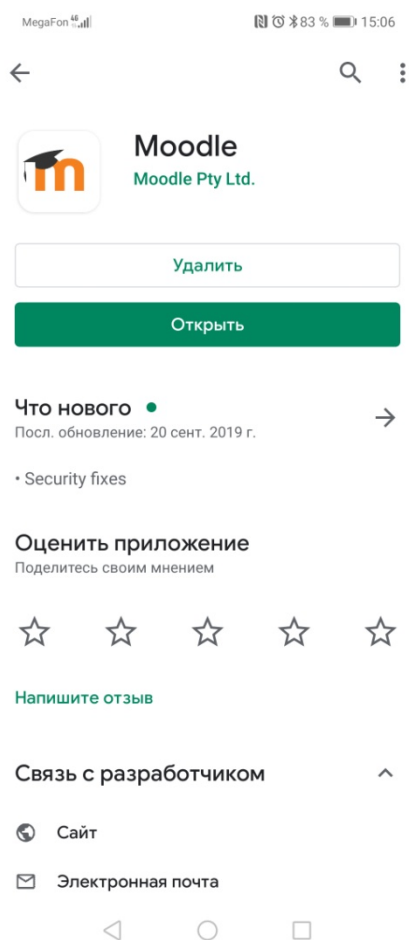 MegaFon 4G 83 % 15:06
Moodle
Moodle Pty Ltd.
Удалить
Открыть
Что нового
Посл. обновление: 20 сент. 2019 г.
• Security fixes
Оценить приложение
Поделитесь своим мнением
Напишите отзыв
Связь с разработчиком
Сайт
Электронная почта